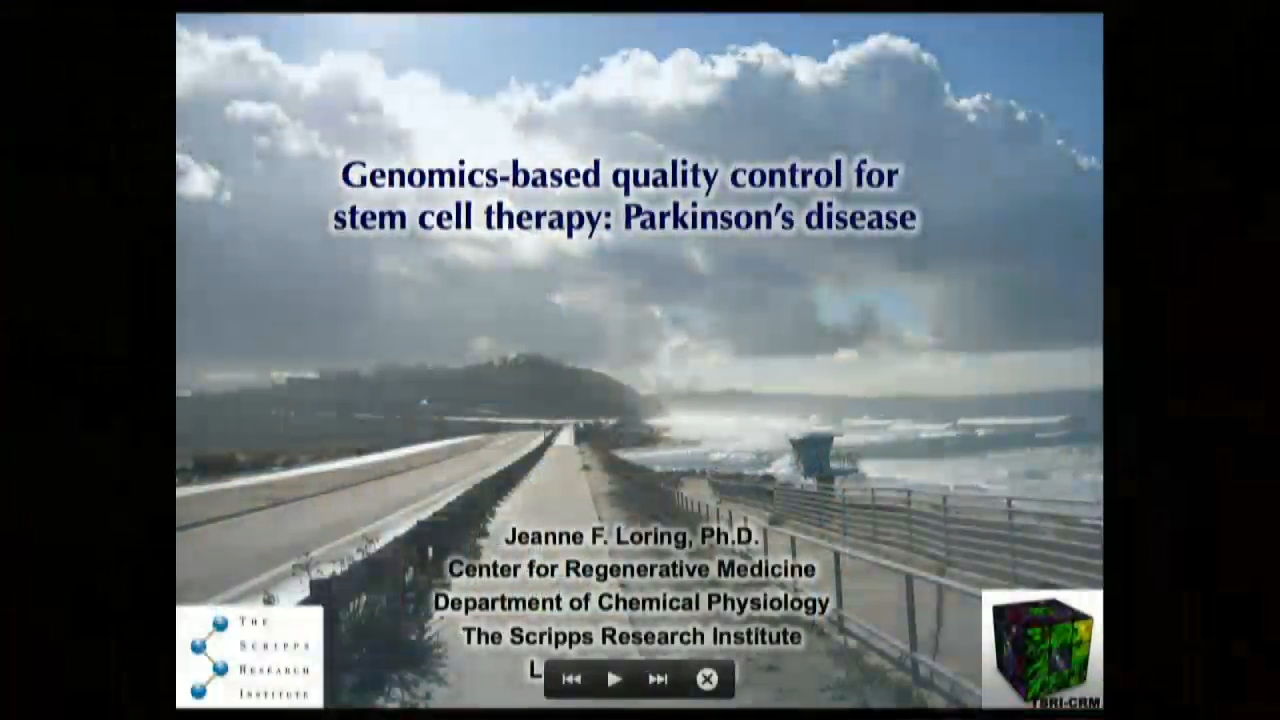 Genomics-based quality control for
stem cell therapy: Parkinson's disease
Jeanne F. Loring, Ph.D.
Center for Regenerative Medicine
Department of Chemical Physiology
The Scripps Research Institute
L
THE
SCRIPPS
RESEARCH
INSTITUTE
TSRI-CRM